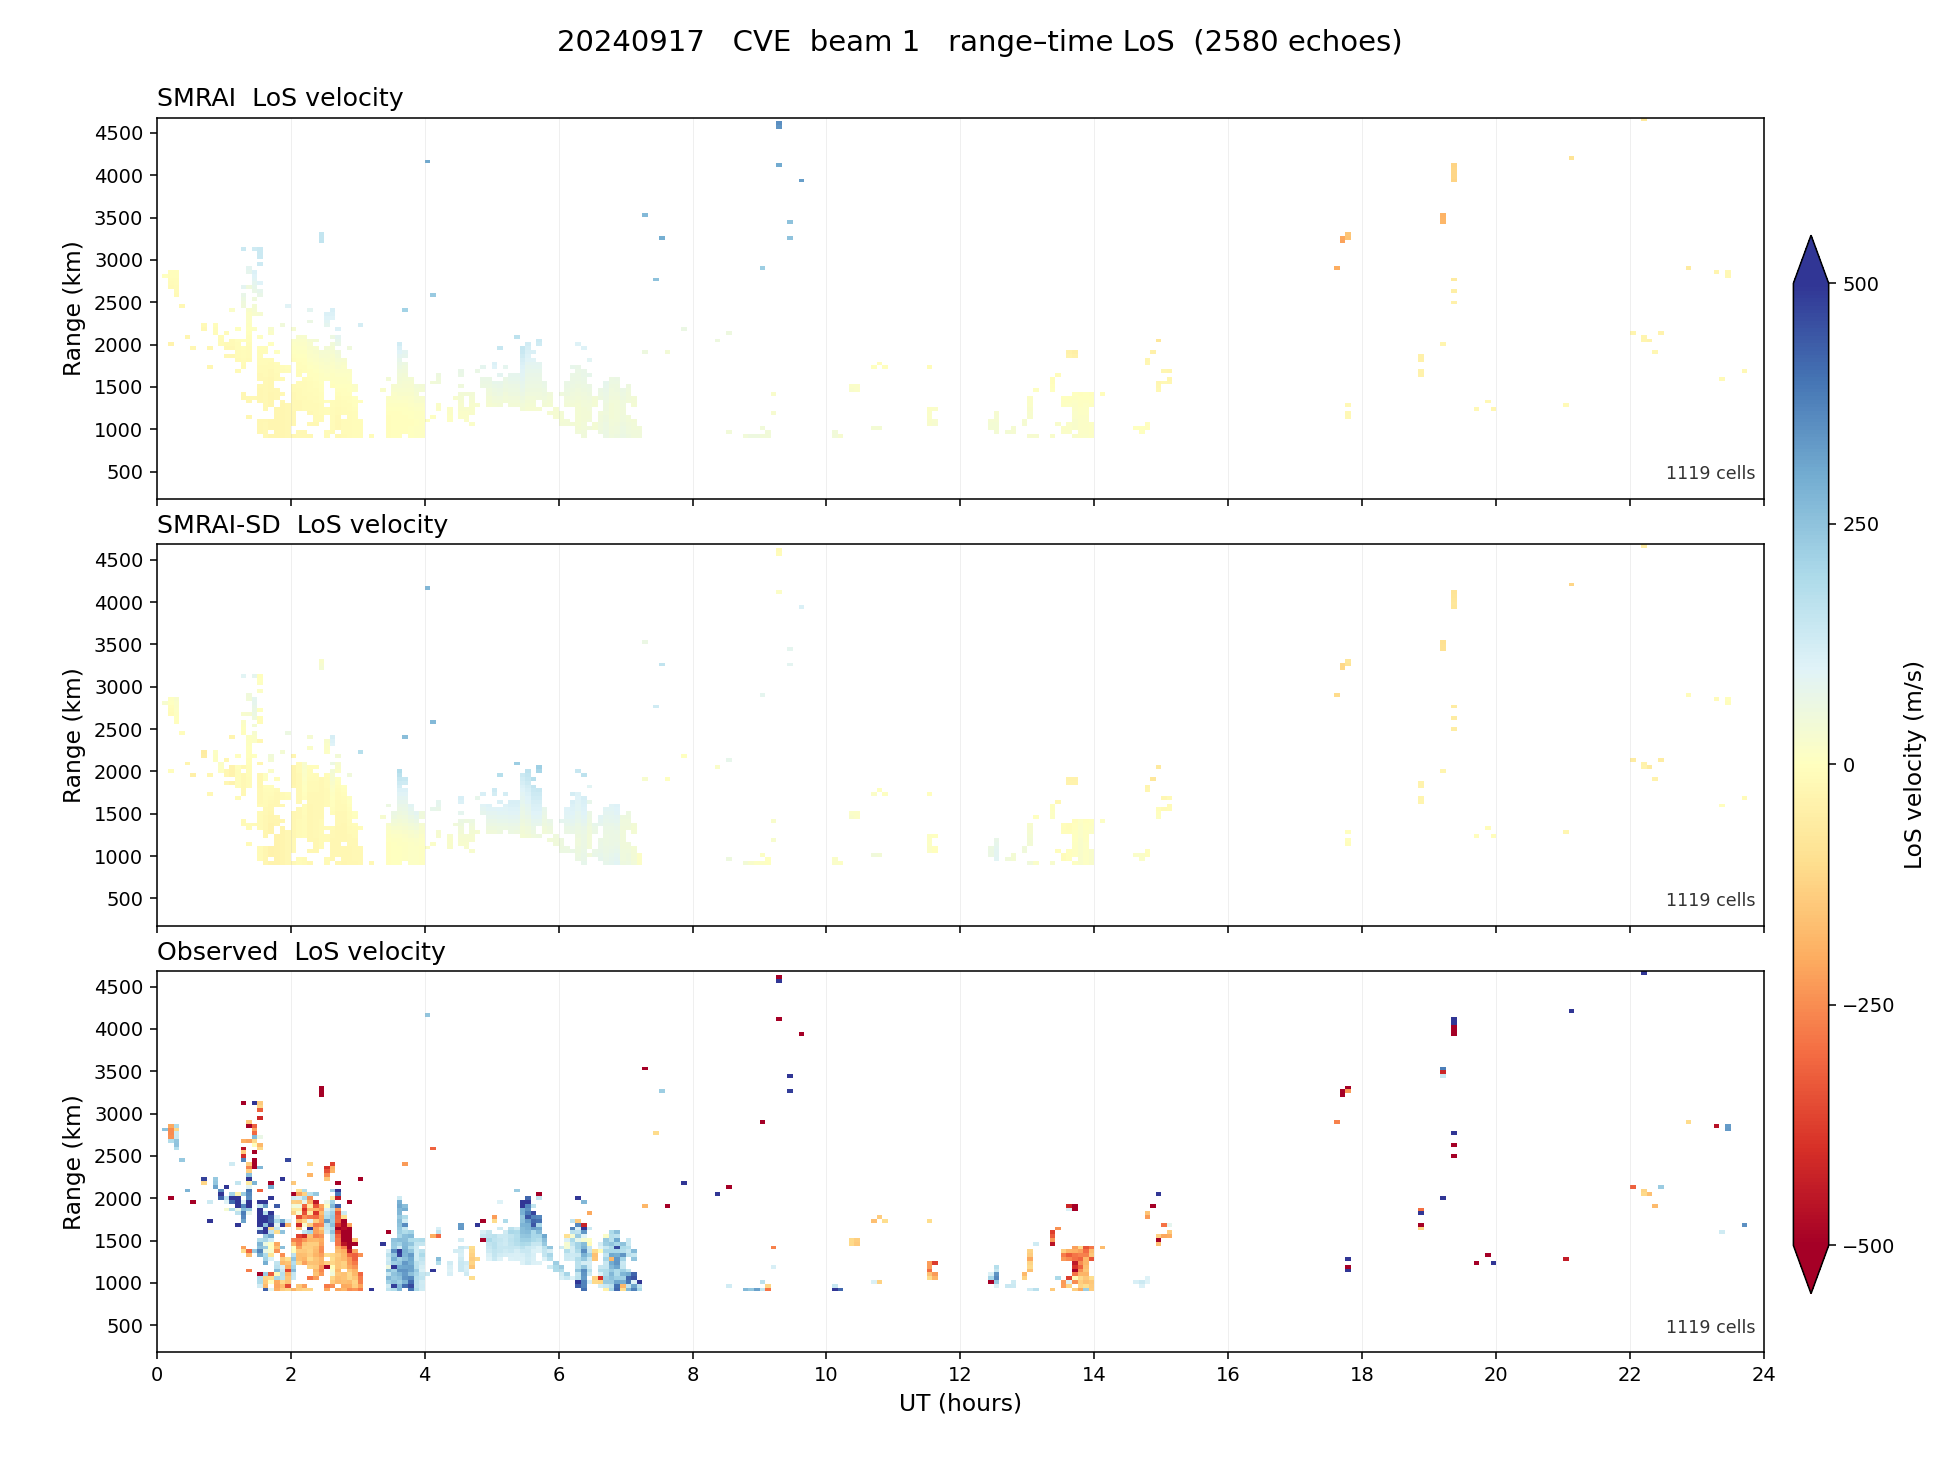 20240917   CVE  beam 1   range–time LoS  (2580 echoes)
SMRAI  LoS velocity
4500
4000
3500
3000
2500
2000
1500
1000
500
Range (km)
1119 cells
SMRAI-SD  LoS velocity
4500
4000
3500
3000
2500
2000
1500
1000
500
Range (km)
1119 cells
Observed  LoS velocity
4500
4000
3500
3000
2500
2000
1500
1000
500
Range (km)
1119 cells
0 2 4 6 8 10 12 14 16 18 20 22 24
UT (hours)
500
250
0
−250
−500
LoS velocity (m/s)